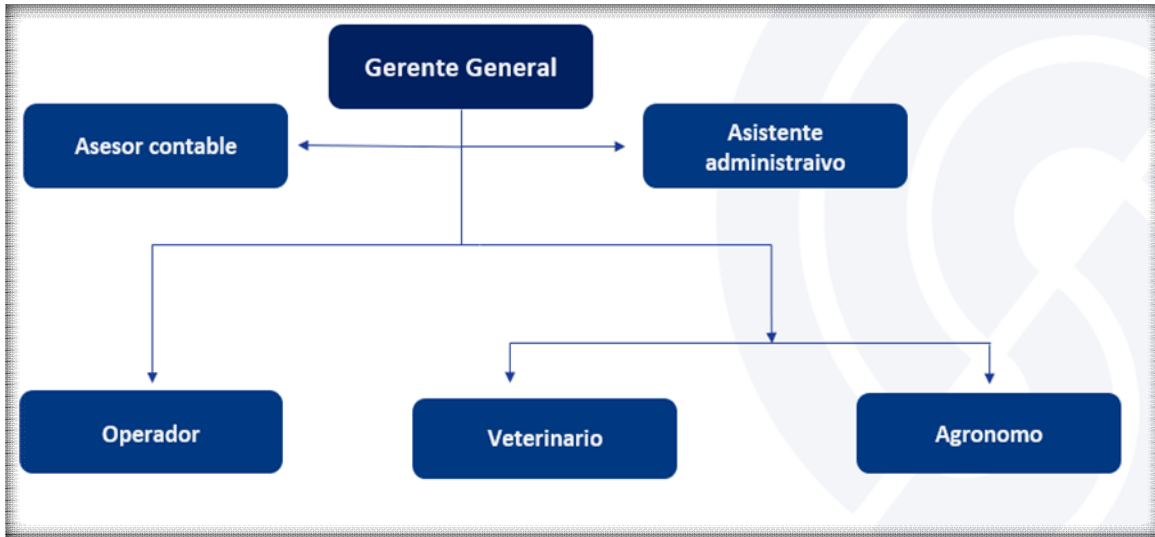 Gerente General
Asesor contable
Asistente
administraivo
Operador
Veterinario
Agronomo